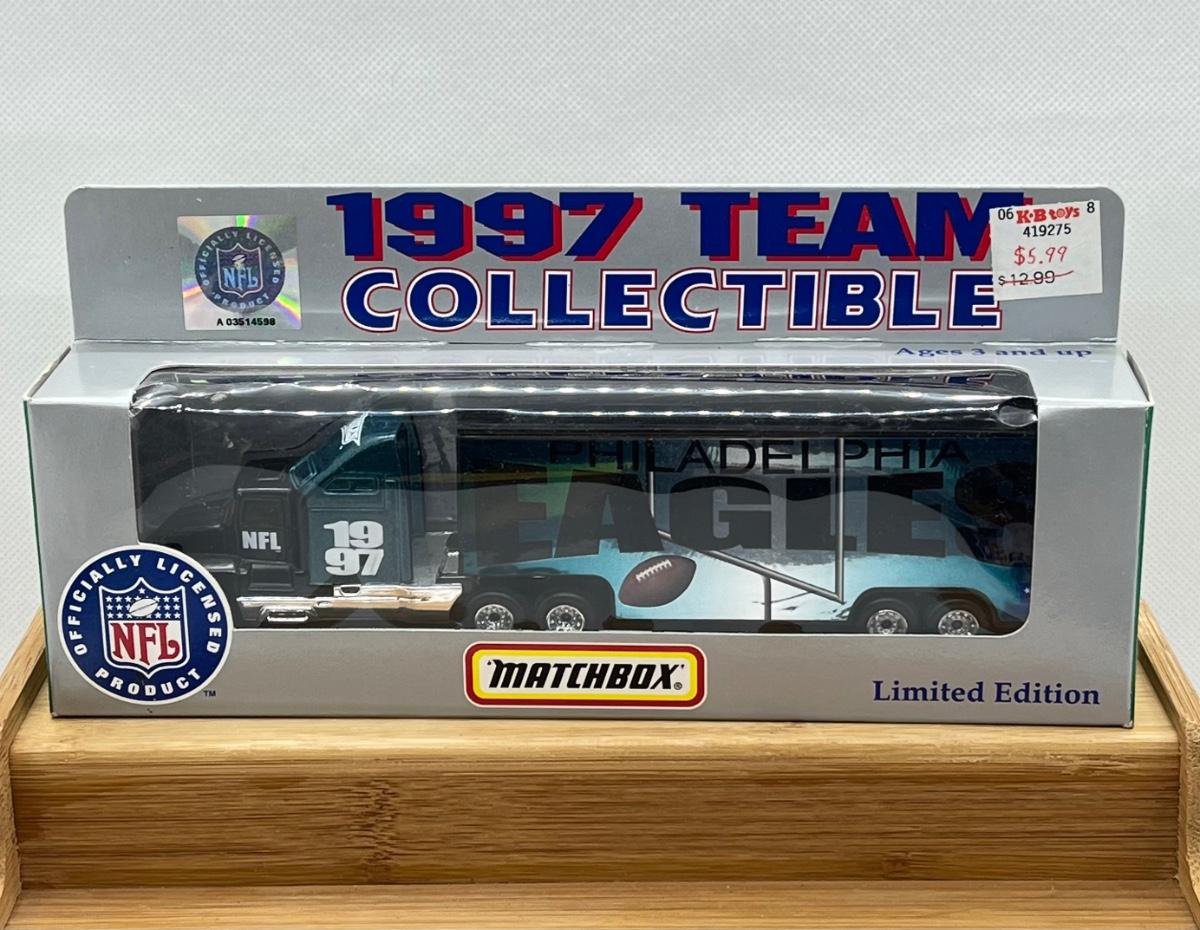 1997 TEAM
COLLECTIBLE
OFFICIALLY LICENSED
NFL
PRODUCT
A 03514598
06 K·B toys 8
419275
$5.99
$12.99
Ages 3 and up
PHILADELPHIA
EAGLES
NFL
19
97
OFFICIALLY LICENSED
NFL
PRODUCT
TM
"MATCHBOX"®
Limited Edition